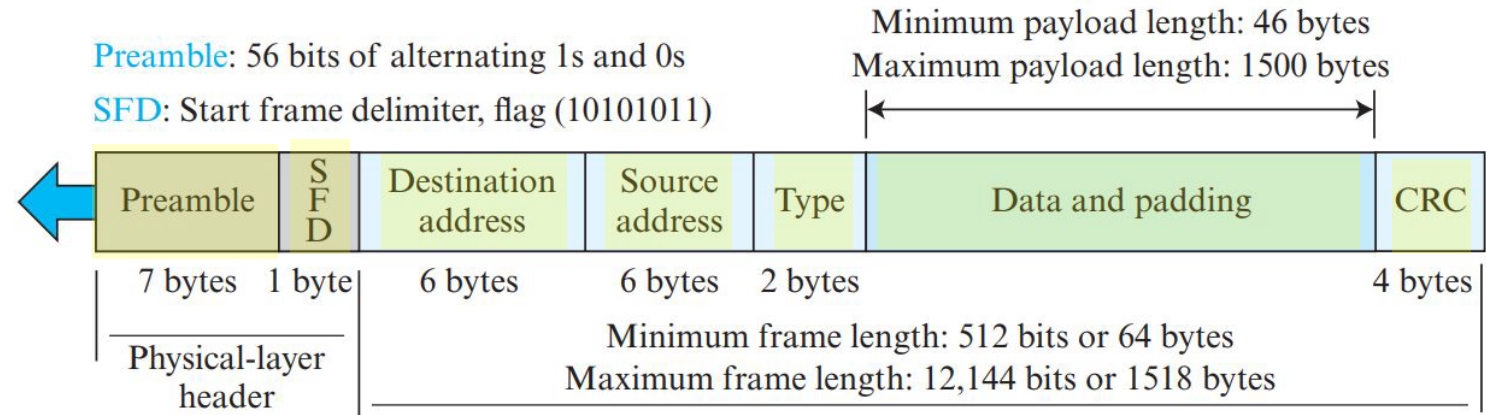 Minimum payload length: 46 bytes
Preamble: 56 bits of alternating 1s and 0s
Maximum payload length: 1500 bytes
SFD: Start frame delimiter, flag (10101011)
Preamble
S
F
D
Destination
address
Source
address
Type
Data and padding
CRC
7 bytes 1 byte 6 bytes 6 bytes 2 bytes 4 bytes
Physical-layer
header
Minimum frame length: 512 bits or 64 bytes
Maximum frame length: 12,144 bits or 1518 bytes